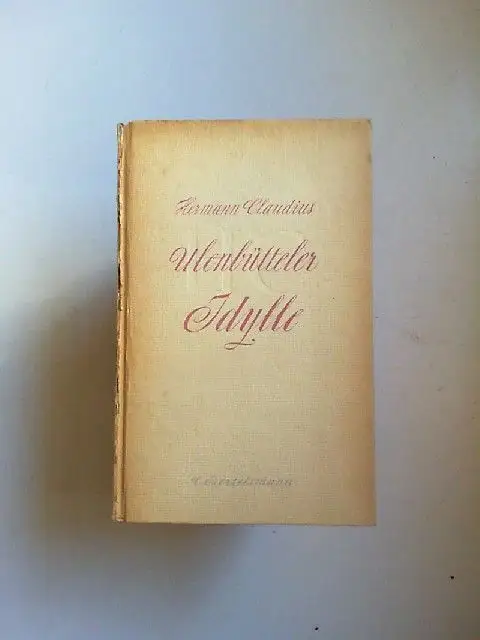 Hermann Claudius
Ulenbütteler
Idylle
C. Bertelsmann